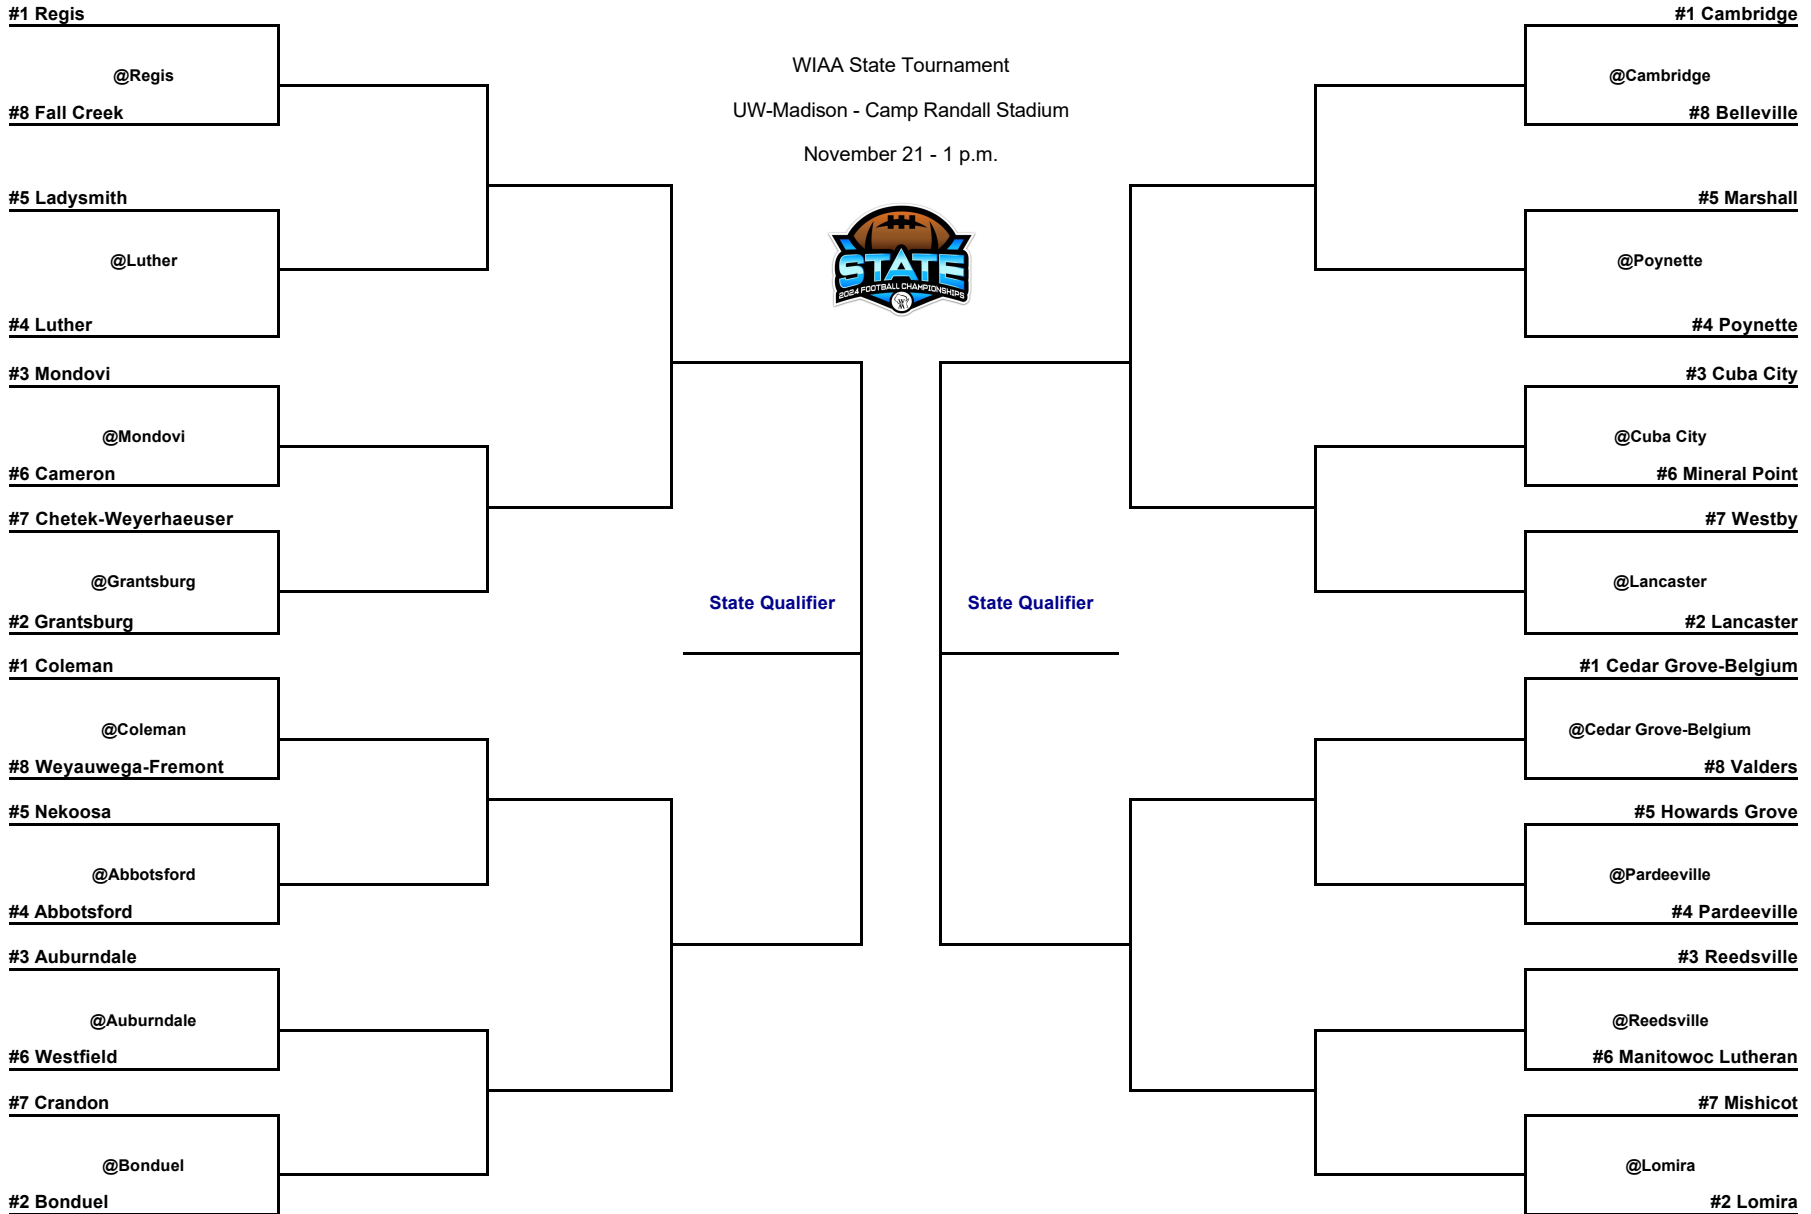 #1 Regis
@Regis
#8 Fall Creek
#5 Ladysmith
@Luther
#4 Luther
#3 Mondovi
@Mondovi
#6 Cameron
#7 Chetek-Weyerhaeuser
@Grantsburg
#2 Grantsburg
#1 Coleman
@Coleman
#8 Weyauwega-Fremont
#5 Nekoosa
@Abbotsford
#4 Abbotsford
#3 Auburndale
@Auburndale
#6 Westfield
#7 Crandon
@Bonduel
#2 Bonduel
WIAA State Tournament
UW-Madison - Camp Randall Stadium
November 21 - 1 p.m.
STATE
2024 FOOTBALL CHAMPIONSHIPS
State Qualifier
State Qualifier
#1 Cambridge
@Cambridge
#8 Belleville
#5 Marshall
@Poynette
#4 Poynette
#3 Cuba City
@Cuba City
#6 Mineral Point
#7 Westby
@Lancaster
#2 Lancaster
#1 Cedar Grove-Belgium
@Cedar Grove-Belgium
#8 Valders
#5 Howards Grove
@Pardeeville
#4 Pardeeville
#3 Reedsville
@Reedsville
#6 Manitowoc Lutheran
#7 Mishicot
@Lomira
#2 Lomira